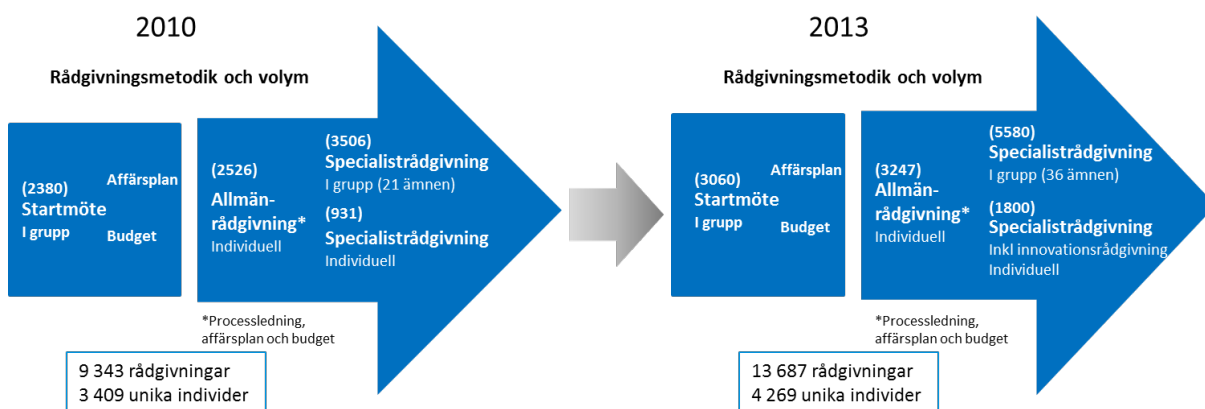 2010
Rådgivningsmetodik och volym
(2380)
Startmöte
I grupp
Affärsplan
Budget
(2526)
Allmän-
rådgivning*
Individuell
(3506)
Specialistrådgivning
I grupp (21 ämnen)
(931)
Specialistrådgivning
Individuell
*Processledning,
affärsplan och budget
9 343 rådgivningar
3 409 unika individer
2013
Rådgivningsmetodik och volym
(3060)
Startmöte
I grupp
Affärsplan
Budget
(3247)
Allmän-
rådgivning*
Individuell
(5580)
Specialistrådgivning
I grupp (36 ämnen)
(1800)
Specialistrådgivning
Inkl innovationsrådgivning
Individuell
*Processledning,
affärsplan och budget
13 687 rådgivningar
4 269 unika individer